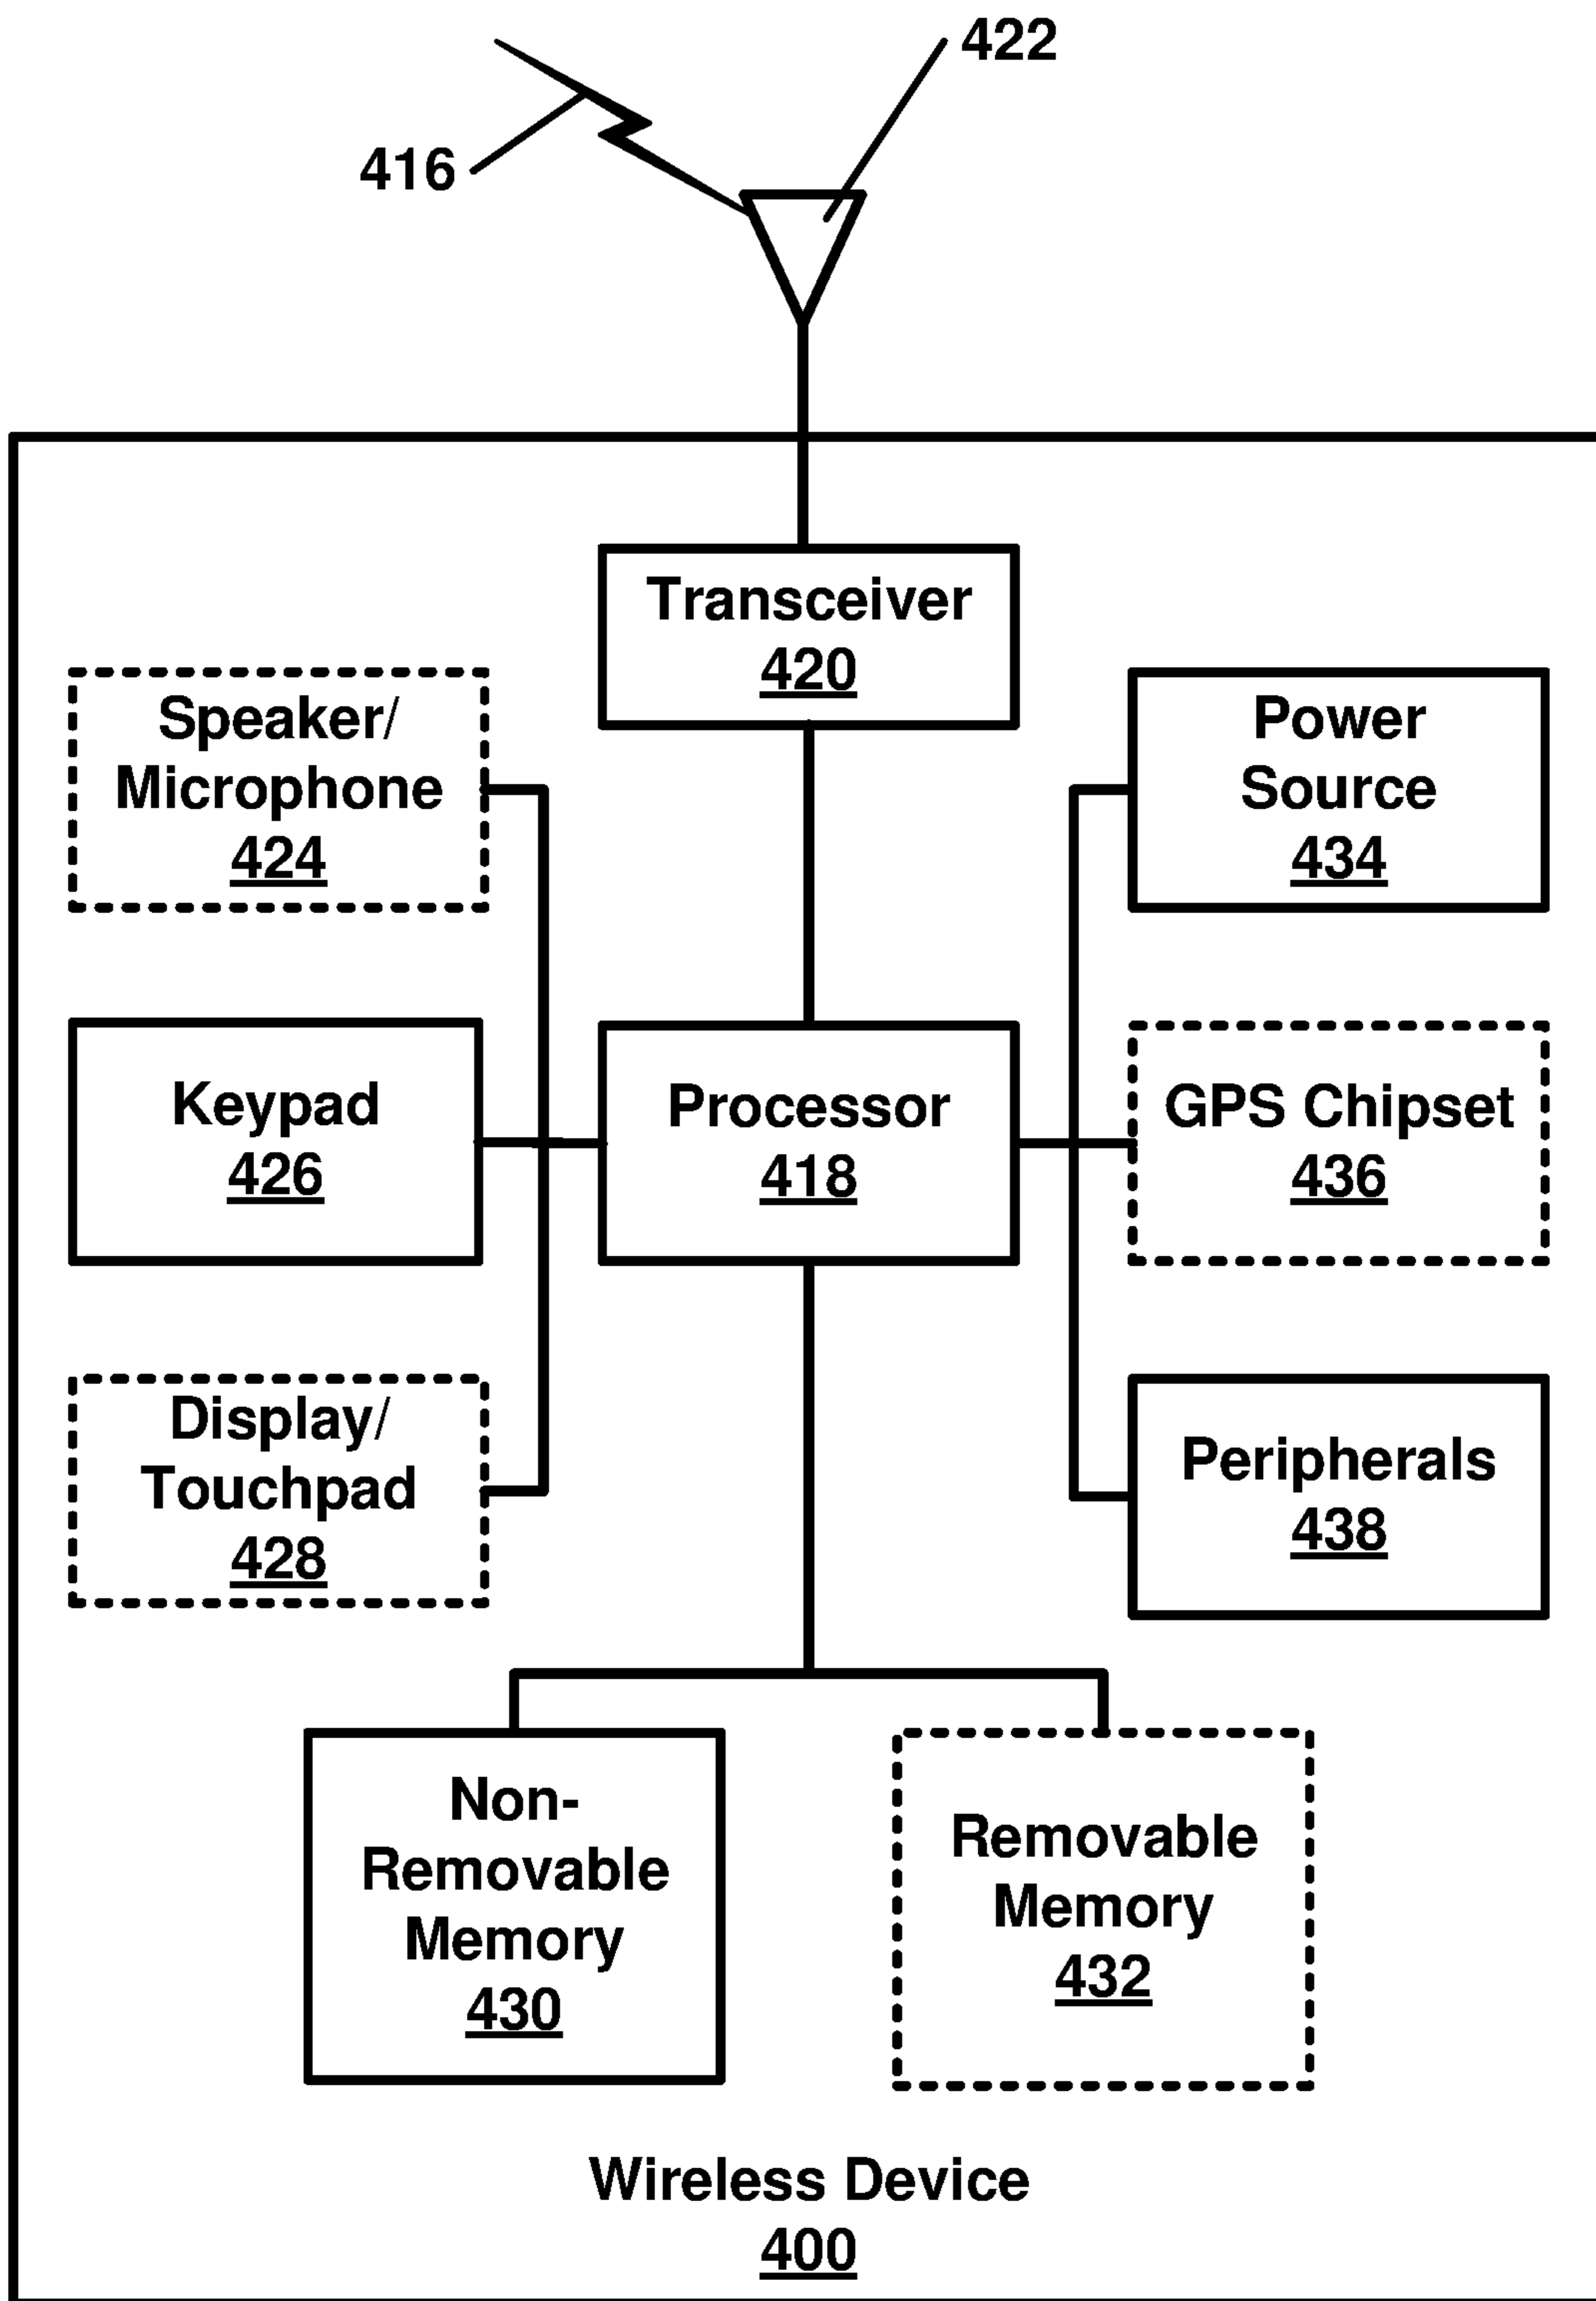 422
416
Transceiver
420
Speaker/
Microphone
424
Power
Source
434
Keypad
426
Processor
418
GPS Chipset
436
Display/
Touchpad
428
Peripherals
438
Non-
Removable
Memory
430
Removable
Memory
432
Wireless Device
400